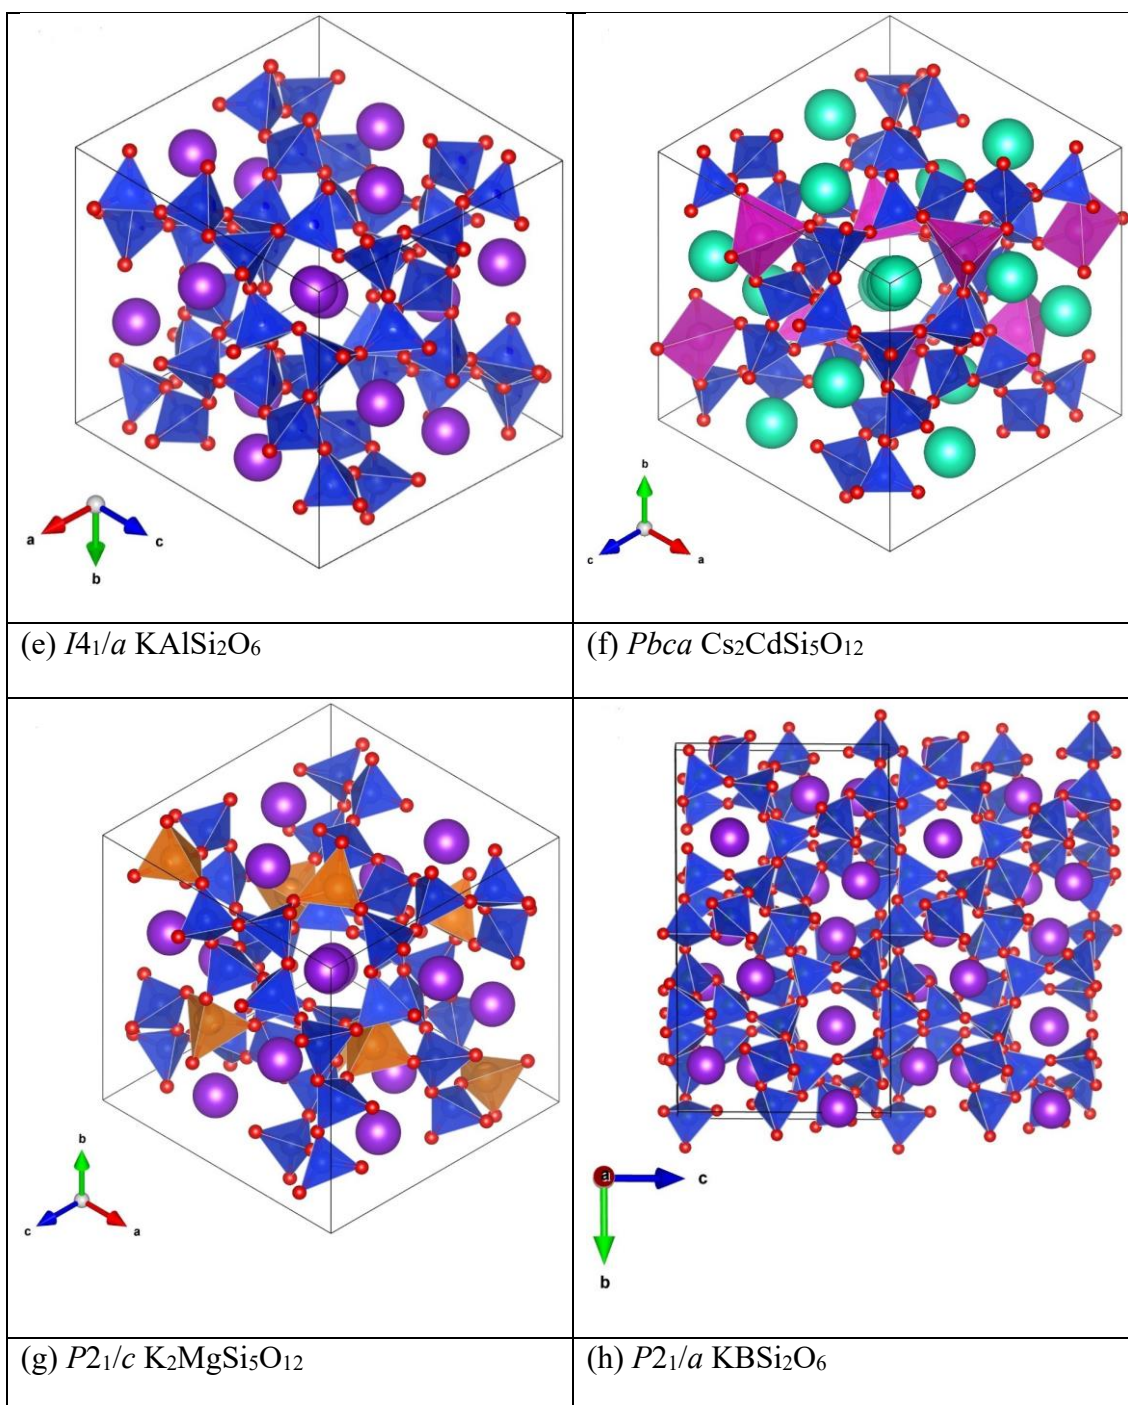 a
b
c
b
c
a
(e) I4₁/a KAlSi₂O₆
(f) Pbca Cs₂CdSi₅O₁₂
b
c
a
a
c
b
(g) P2₁/c K₂MgSi₅O₁₂
(h) P2₁/a KBSi₂O₆